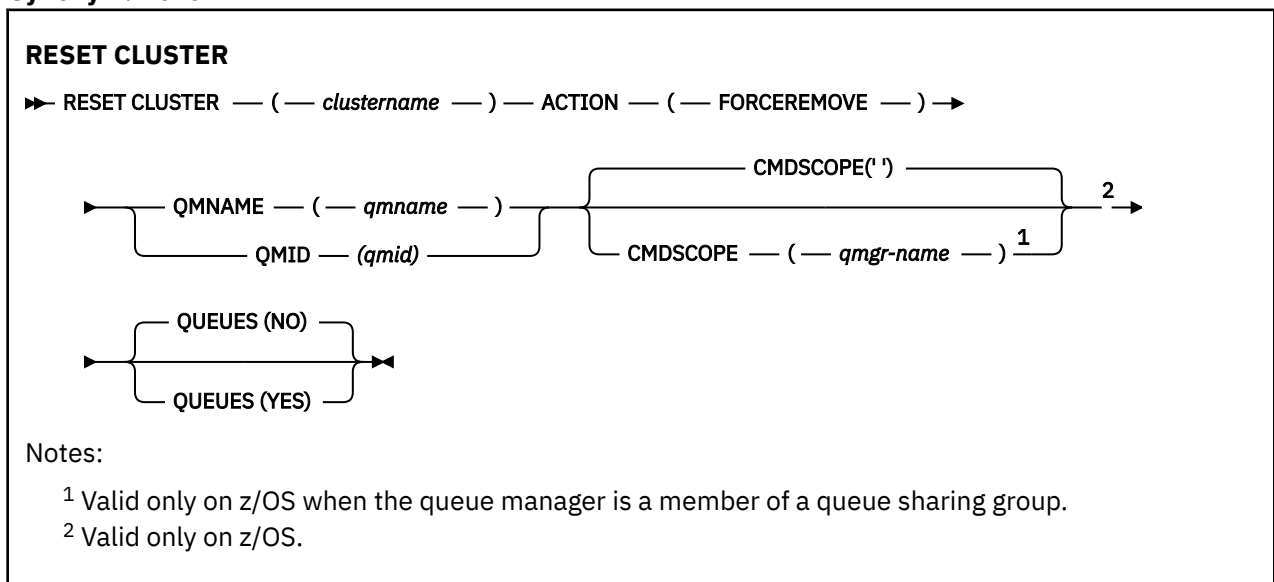 RESET CLUSTER
RESET CLUSTER — ( — clustername — ) — ACTION — ( — FORCEREMOVE — )
CMDSCOPE(' ')
QMNAME — ( — qmname — ) 2
QMID — (qmid) CMDSCOPE — ( — qmgr-name — ) 1
QUEUES (NO)
QUEUES (YES)
Notes:
1 Valid only on z/OS when the queue manager is a member of a queue sharing group.
2 Valid only on z/OS.